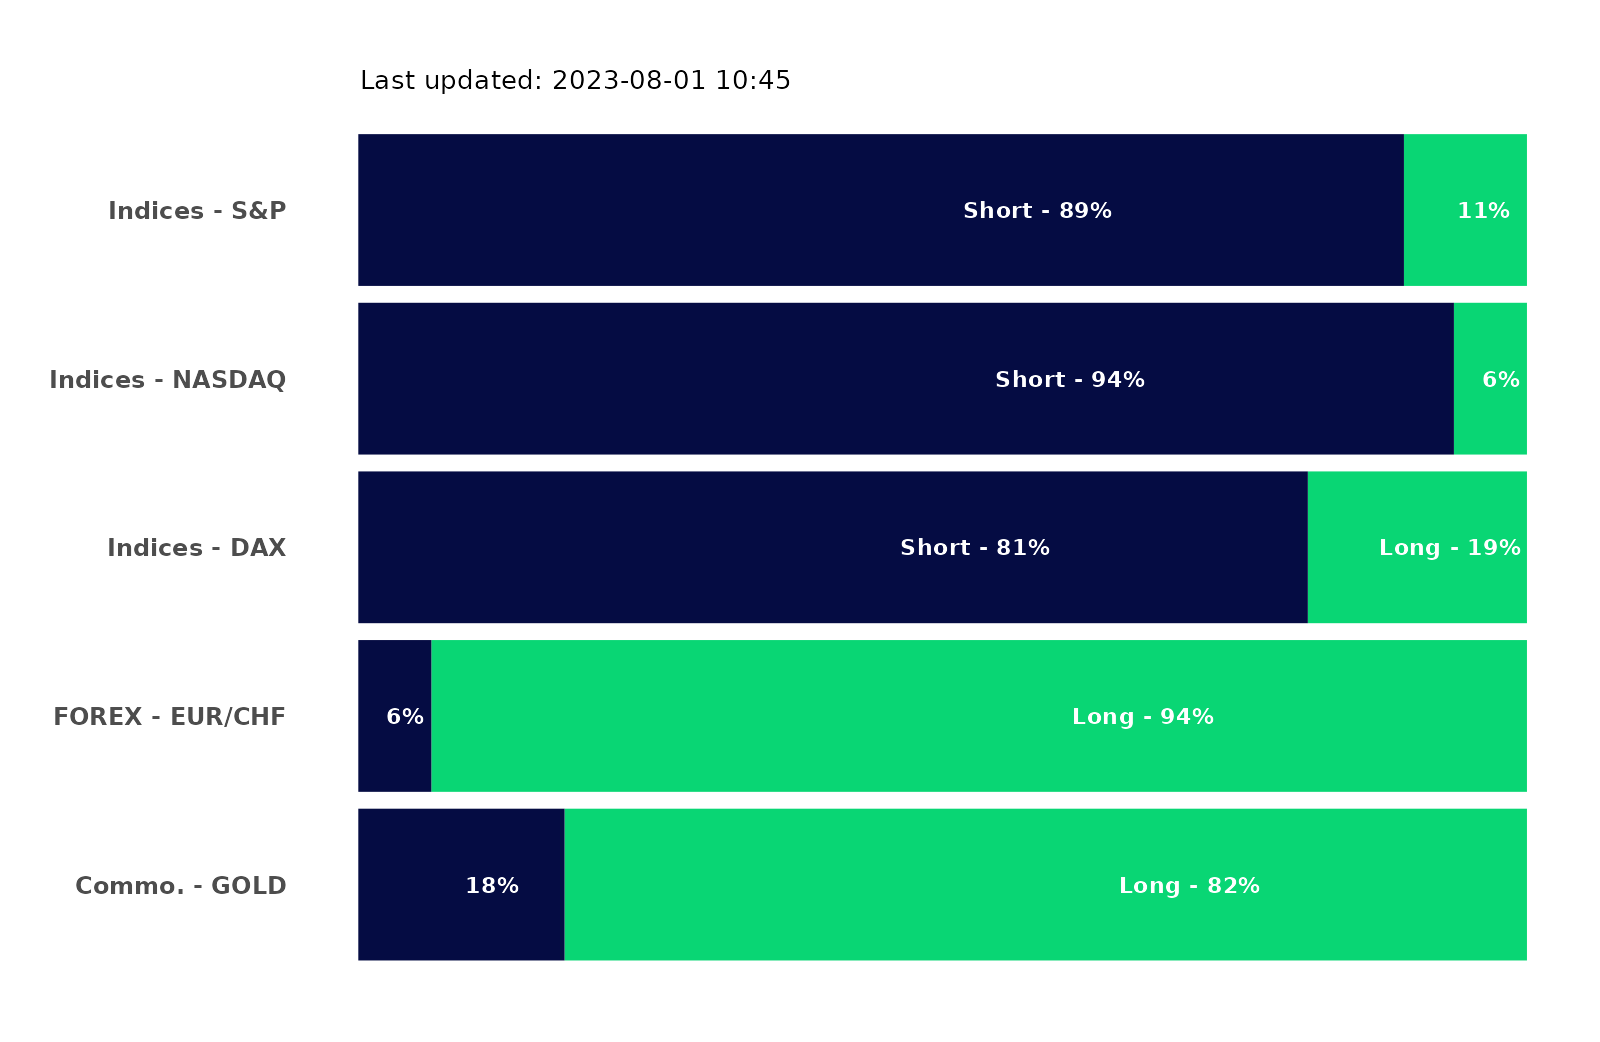 Last updated: 2023-08-01 10:45
Indices - S&P Short - 89% 11%
Indices - NASDAQ Short - 94% 6%
Indices - DAX Short - 81% Long - 19%
FOREX - EUR/CHF 6% Long - 94%
Commo. - GOLD 18% Long - 82%